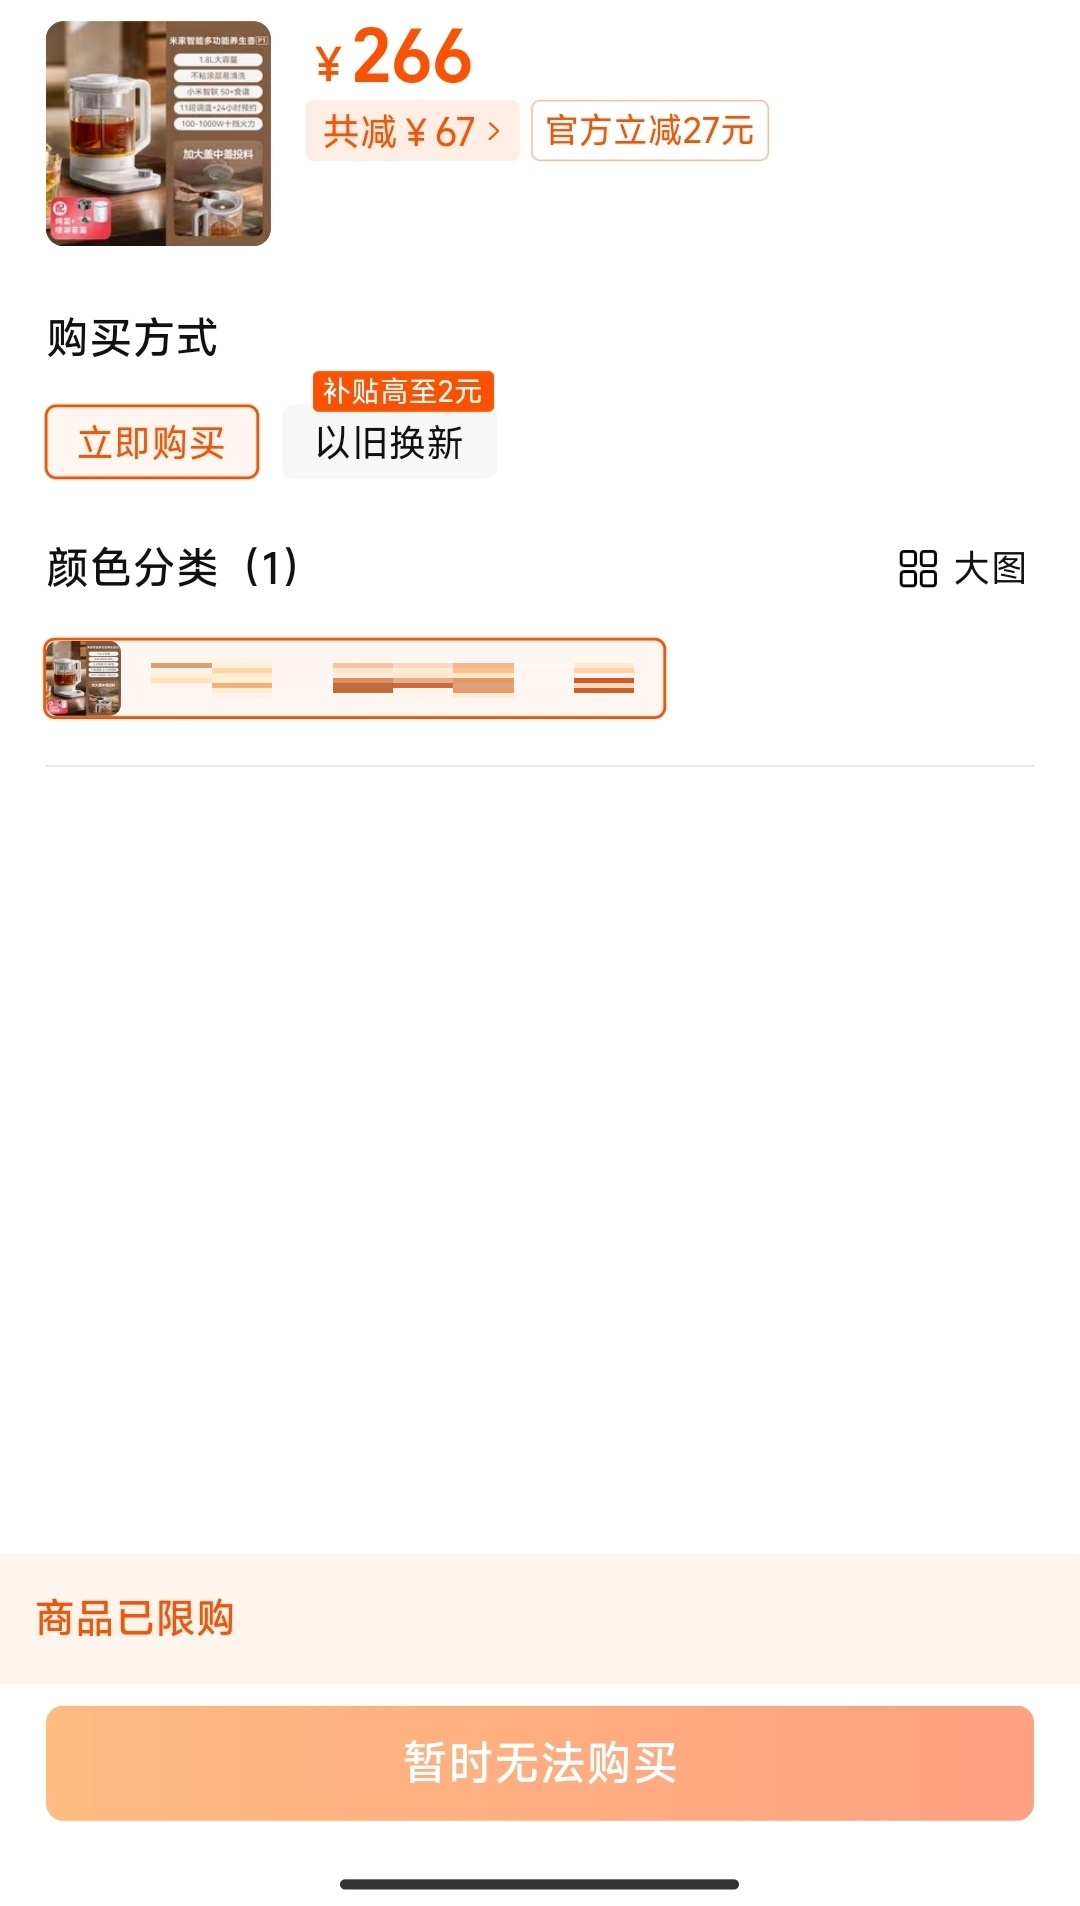 米家智能多功能养生壶P1
1.8L大容量
不粘涂层易清洗
小米智联 50+食谱
11段调温+24小时预约
100-1000W十档火力
加大盖中盖投料
¥266
共减¥67 >
官方立减27元
购买方式
补贴高至2元
立即购买
以旧换新
颜色分类（1）
大图
商品已限购
暂时无法购买